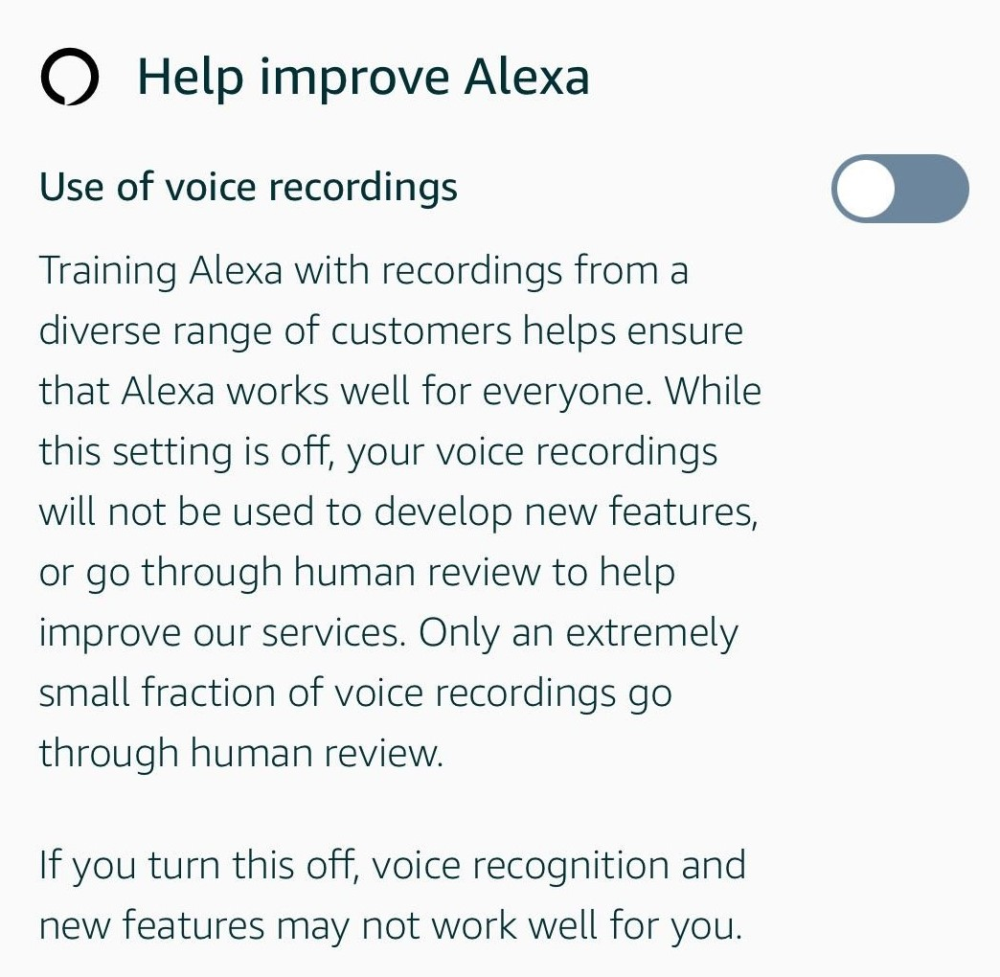 Help improve Alexa
Use of voice recordings
Training Alexa with recordings from a
diverse range of customers helps ensure
that Alexa works well for everyone. While
this setting is off, your voice recordings
will not be used to develop new features,
or go through human review to help
improve our services. Only an extremely
small fraction of voice recordings go
through human review.
If you turn this off, voice recognition and
new features may not work well for you.